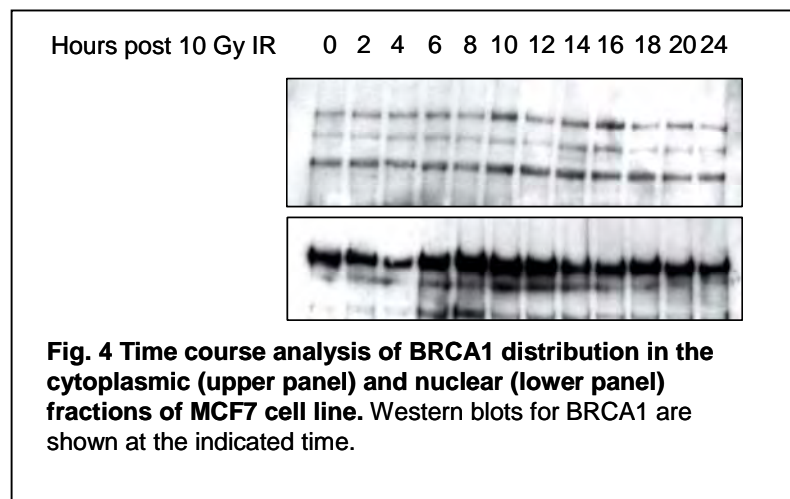 Hours post 10 Gy IR 0 2 4 6 8 10 12 14 16 18 20 24
Fig. 4 Time course analysis of BRCA1 distribution in the
cytoplasmic (upper panel) and nuclear (lower panel)
fractions of MCF7 cell line. Western blots for BRCA1 are
shown at the indicated time.